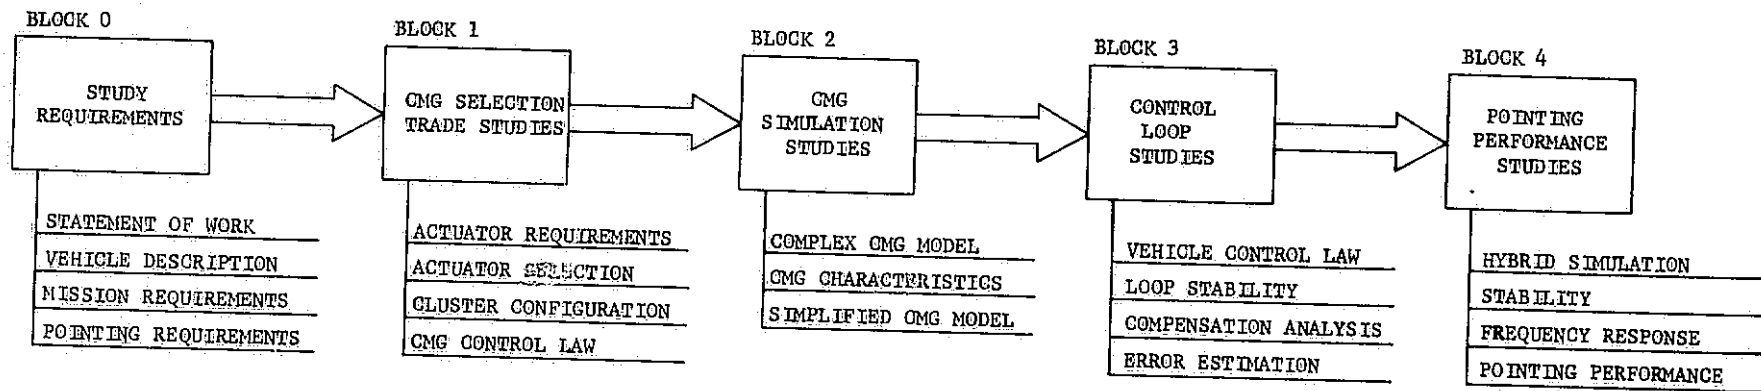 BLOCK 0
STUDY
REQUIREMENTS
STATEMENT OF WORK
VEHICLE DESCRIPTION
MISSION REQUIREMENTS
POINTING REQUIREMENTS
BLOCK 1
CMG SELECTION
TRADE STUDIES
ACTUATOR REQUIREMENTS
ACTUATOR SELECTION
CLUSTER CONFIGURATION
CMG CONTROL LAW
BLOCK 2
CMG
SIMULATION
STUDIES
COMPLEX CMG MODEL
CMG CHARACTERISTICS
SIMPLIFIED CMG MODEL
BLOCK 3
CONTROL
LOOP
STUDIES
VEHICLE CONTROL LAW
LOOP STABILITY
COMPENSATION ANALYSIS
ERROR ESTIMATION
BLOCK 4
POINTING
PERFORMANCE
STUDIES
HYBRID SIMULATION
STABILITY
FREQUENCY RESPONSE
POINTING PERFORMANCE